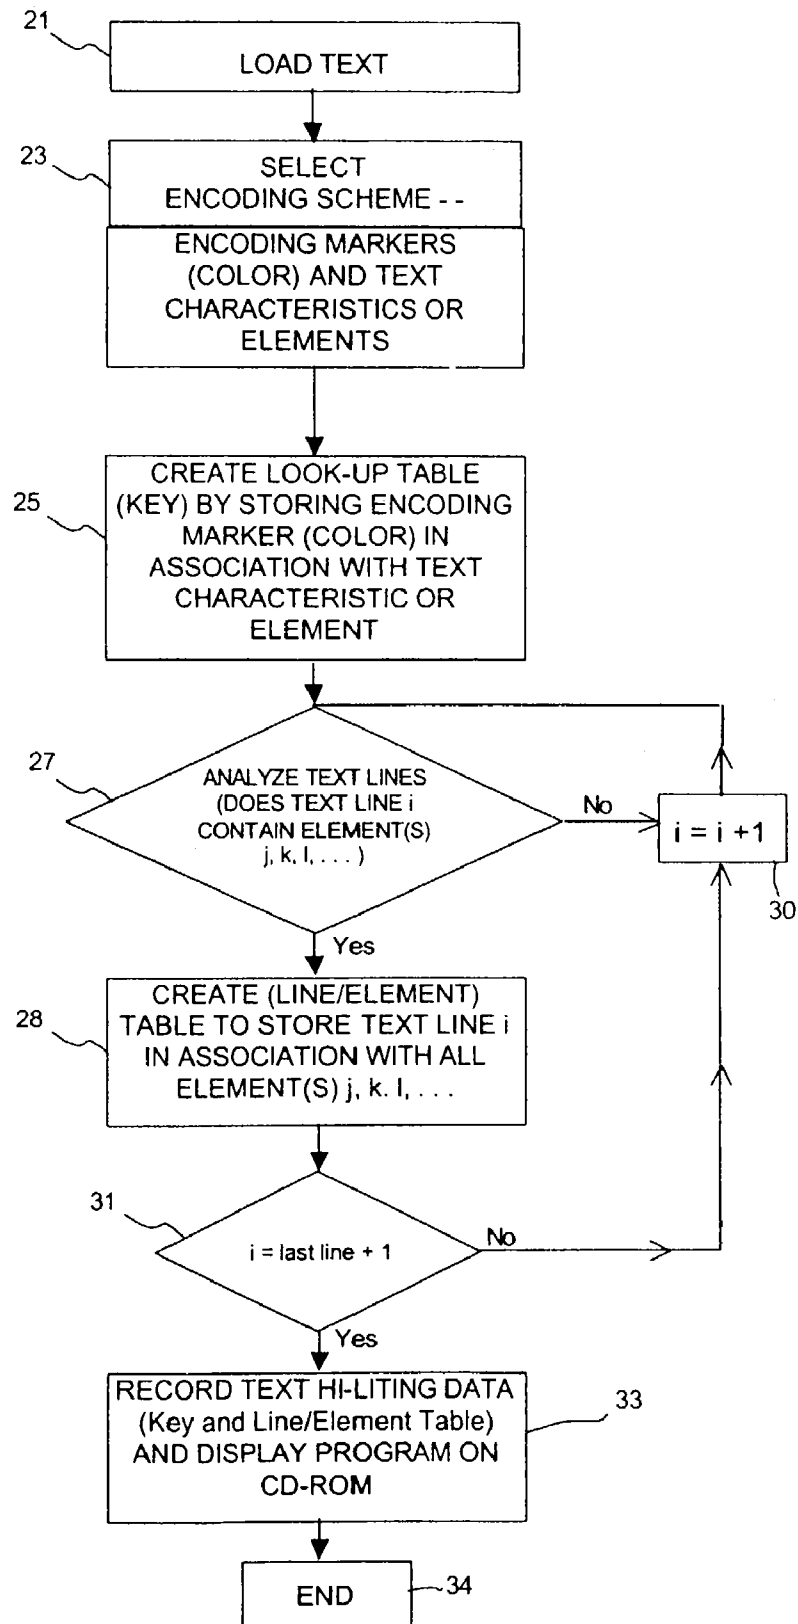 21
LOAD TEXT
23
SELECT
ENCODING SCHEME - -
ENCODING MARKERS
(COLOR) AND TEXT
CHARACTERISTICS OR
ELEMENTS
25
CREATE LOOK-UP TABLE
(KEY) BY STORING ENCODING
MARKER (COLOR) IN
ASSOCIATION WITH TEXT
CHARACTERISTIC OR
ELEMENT
27
ANALYZE TEXT LINES
(DOES TEXT LINE i
CONTAIN ELEMENT(S)
j, k, l, . . . )
No
i = i +1
30
Yes
28
CREATE (LINE/ELEMENT)
TABLE TO STORE TEXT LINE i
IN ASSOCIATION WITH ALL
ELEMENT(S) j, k. l, . . .
31
i = last line + 1
No
Yes
RECORD TEXT HI-LITING DATA
(Key and Line/Element Table)
AND DISPLAY PROGRAM ON
CD-ROM
33
END
34